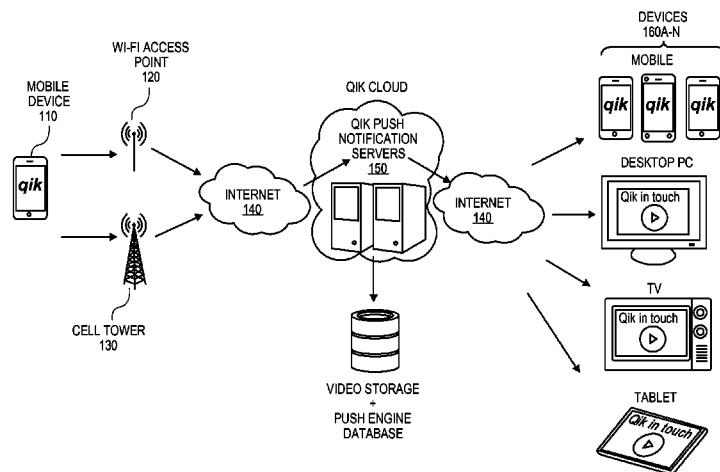 MOBILE
DEVICE
110
qik
WI-FI ACCESS
POINT
120
CELL TOWER
130
INTERNET
140
QIK CLOUD
QIK PUSH
NOTIFICATION
SERVERS
150
VIDEO STORAGE
+
PUSH ENGINE
DATABASE
INTERNET
140
DEVICES
160A-N
MOBILE
qik
qik
qik
DESKTOP PC
Qik in touch
TV
Qik in touch
TABLET
Qik in touch